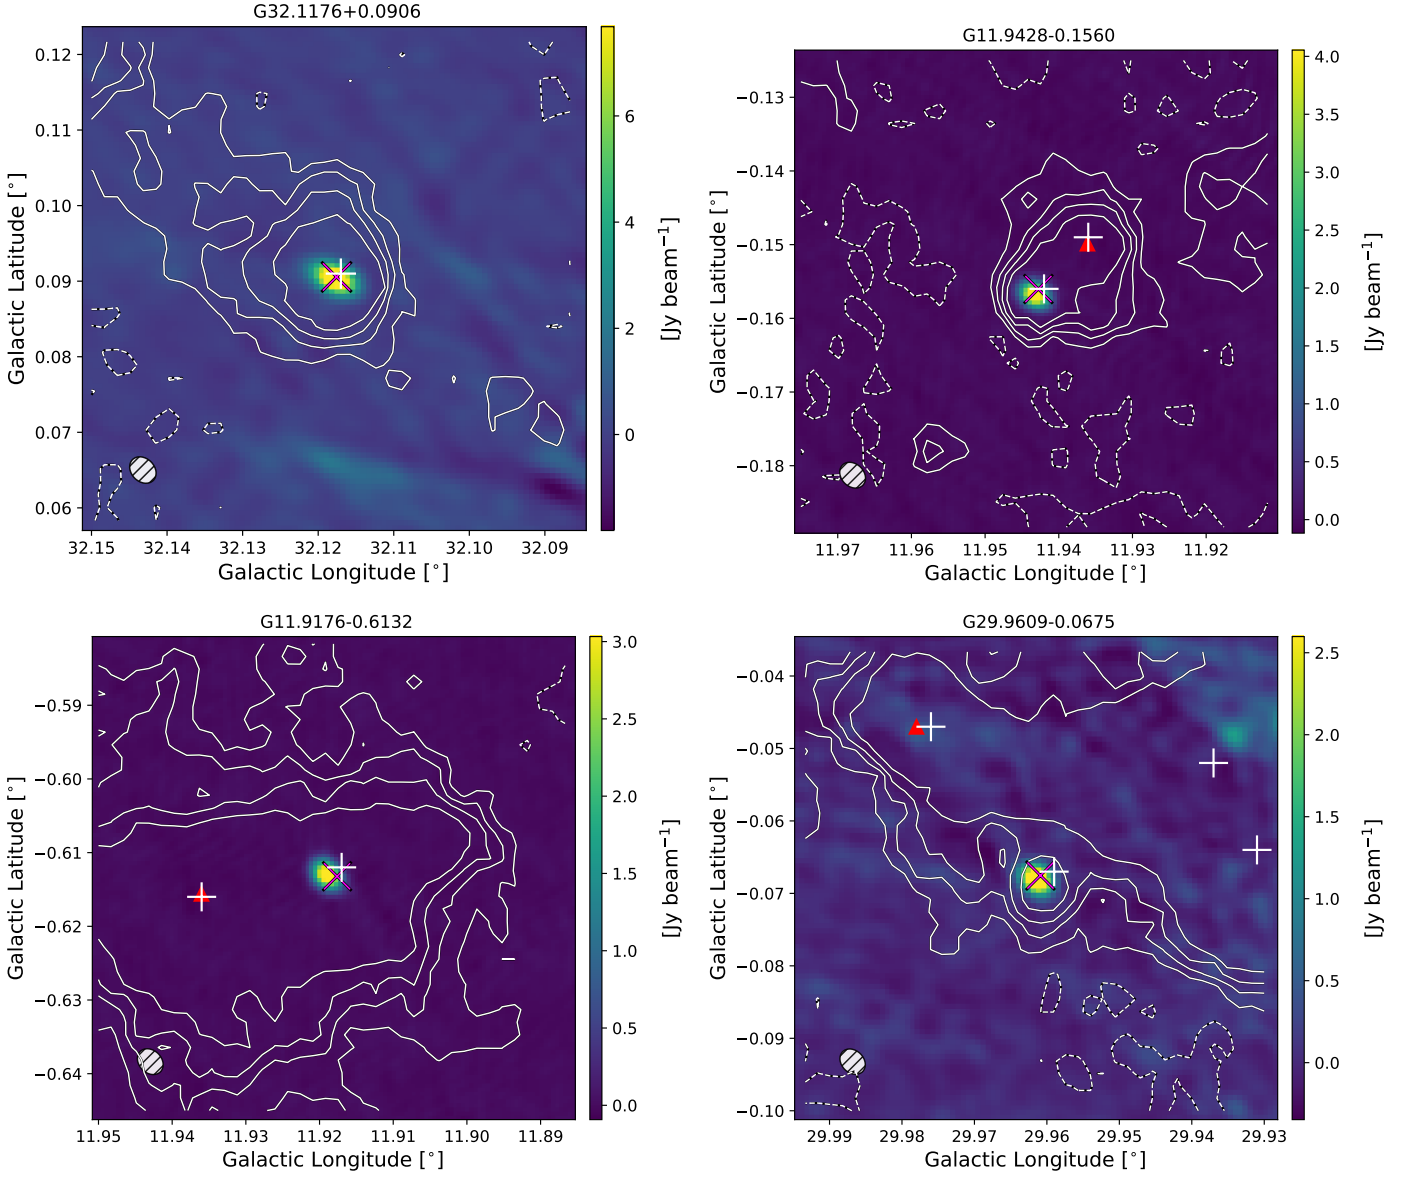 G32.1176+0.0906
0.12
0.11
0.10
0.09
0.08
0.07
0.06
Galactic Latitude [°]
32.15 32.14 32.13 32.12 32.11 32.10 32.09
Galactic Longitude [°]
6
4
2
0
[Jy beam⁻¹]
G11.9428-0.1560
−0.13
−0.14
−0.15
−0.16
−0.17
−0.18
Galactic Latitude [°]
11.97 11.96 11.95 11.94 11.93 11.92
Galactic Longitude [°]
4.0
3.5
3.0
2.5
2.0
1.5
1.0
0.5
0.0
[Jy beam⁻¹]
G11.9176-0.6132
−0.59
−0.60
−0.61
−0.62
−0.63
−0.64
Galactic Latitude [°]
11.95 11.94 11.93 11.92 11.91 11.90 11.89
Galactic Longitude [°]
3.0
2.5
2.0
1.5
1.0
0.5
0.0
[Jy beam⁻¹]
G29.9609-0.0675
−0.04
−0.05
−0.06
−0.07
−0.08
−0.09
−0.10
Galactic Latitude [°]
29.99 29.98 29.97 29.96 29.95 29.94 29.93
Galactic Longitude [°]
2.5
2.0
1.5
1.0
0.5
0.0
[Jy beam⁻¹]